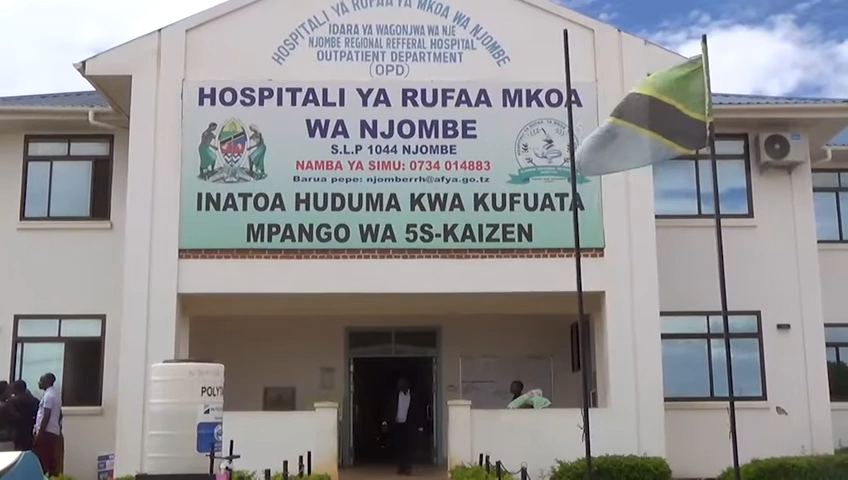 HOSPITALI YA RUFAA YA MKOA WA NJOMBE
IDARA YA WAGONJWA WA NJE
NJOMBE REGIONAL REFFERAL HOSPITAL
OUTPATIENT DEPARTMENT
(OPD)
HOSPITALI YA RUFAA MKOA
WA NJOMBE
S.L.P 1044 NJOMBE
NAMBA YA SIMU: 0734 014883
Barua pepe: njomberrh@afya.go.tz
INATOA HUDUMA KWA KUFUATA
MPANGO WA 5S-KAIZEN
POLYT